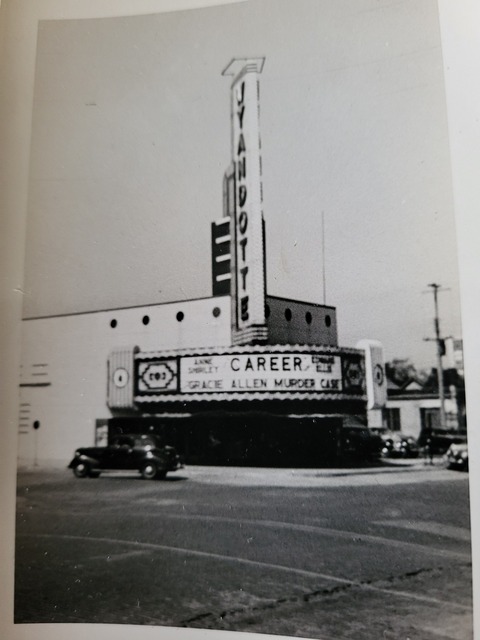 WYANDOTTE
ANNE SHIRLEY CAREER EDWARD ELLIS
GRACIE ALLEN MURDER CASE